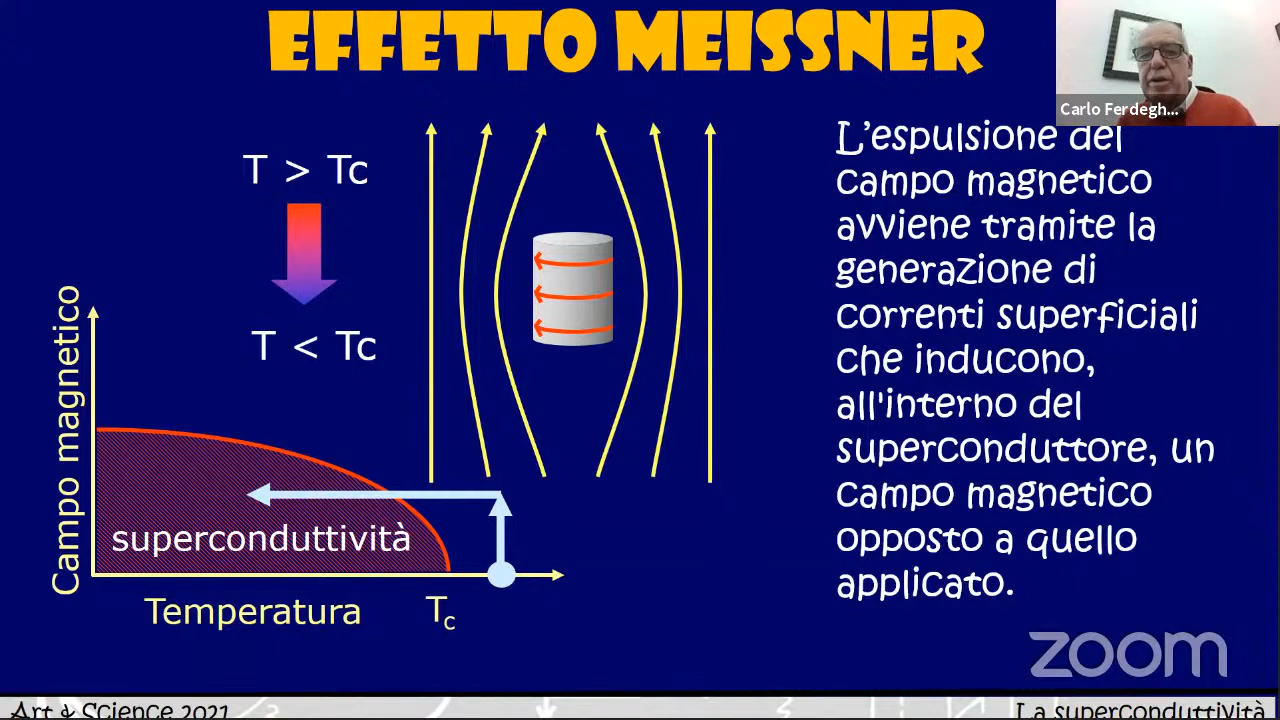 EFFETTO MEISSNER
Carlo Ferdegh...
T > Tc
T < Tc
Campo magnetico
superconduttività
Temperatura
Tc
L'espulsione del
campo magnetico
avviene tramite la
generazione di
correnti superficiali
che inducono,
all'interno del
superconduttore, un
campo magnetico
opposto a quello
applicato.
zoom
Art & Science 2021
La superconduttività